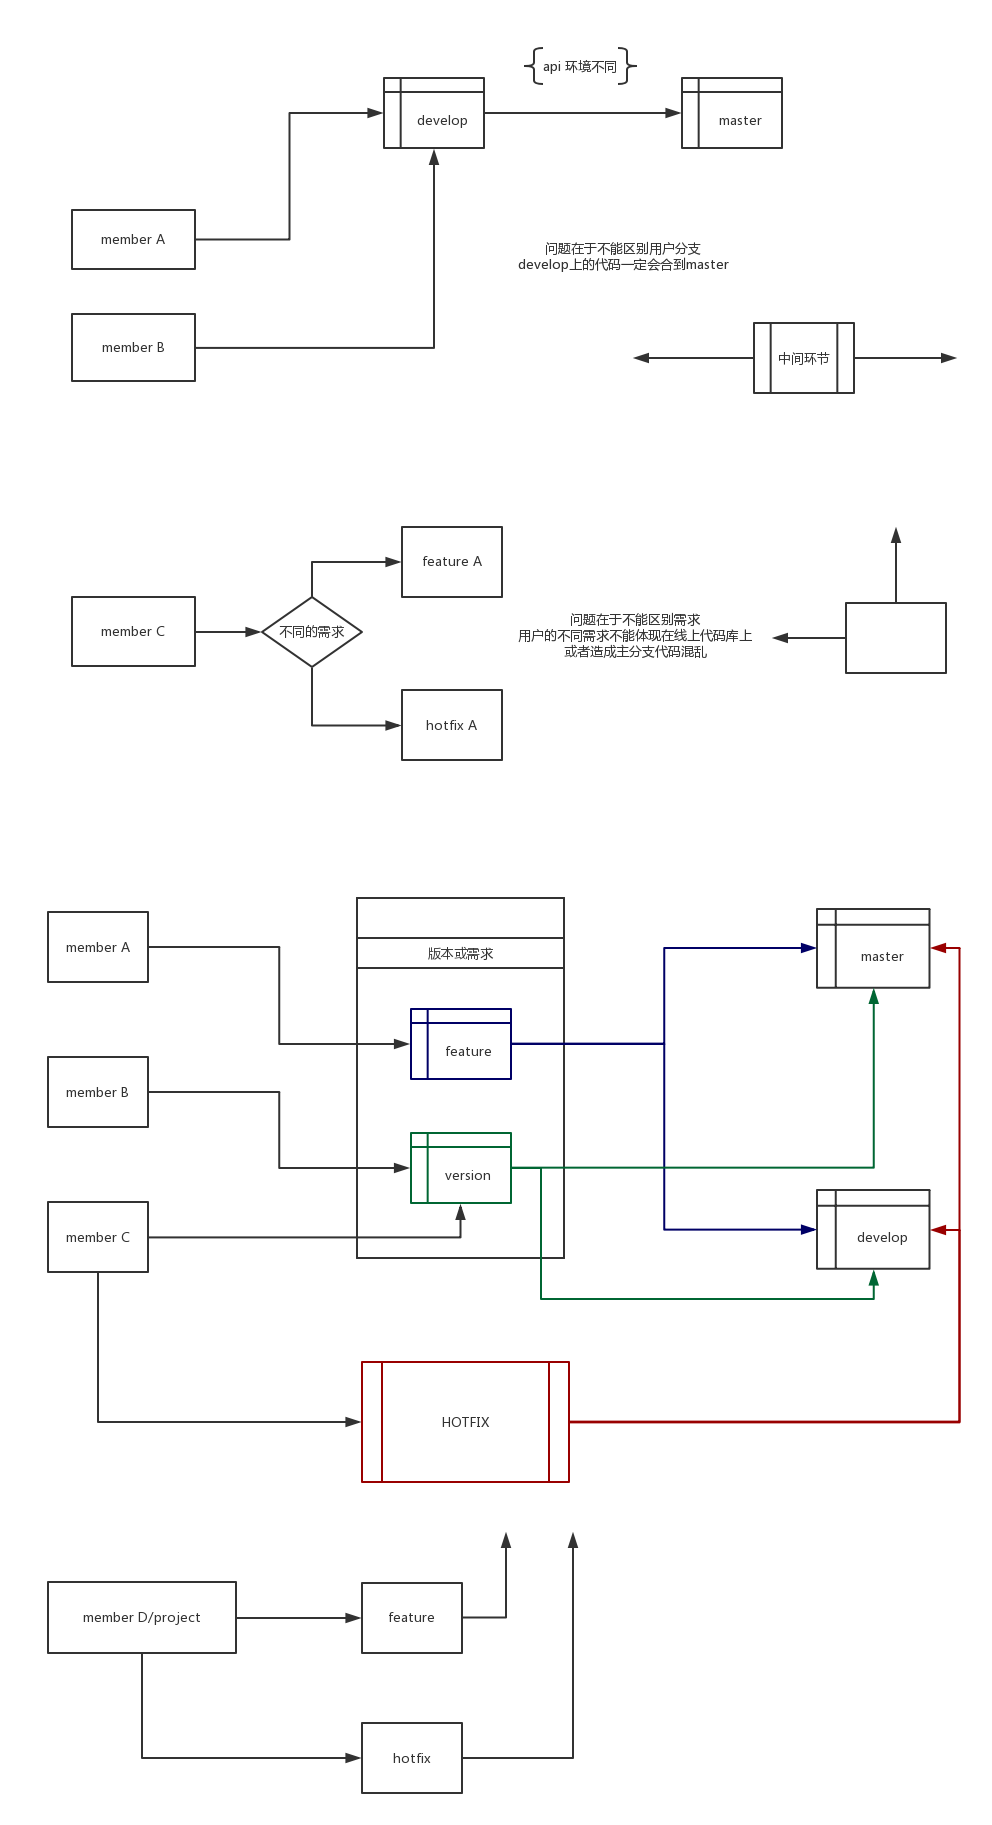 api 环境不同
develop
master
member A
问题在于不能区别用户分支
develop上的代码一定会合到master
member B
中间环节
feature A
member C
不同的需求
问题在于不能区别需求
用户的不同需求不能体现在线上代码库上
或者造成主分支代码混乱
hotfix A
member A
版本或需求
master
feature
member B
version
member C
develop
HOTFIX
member D/project
feature
hotfix